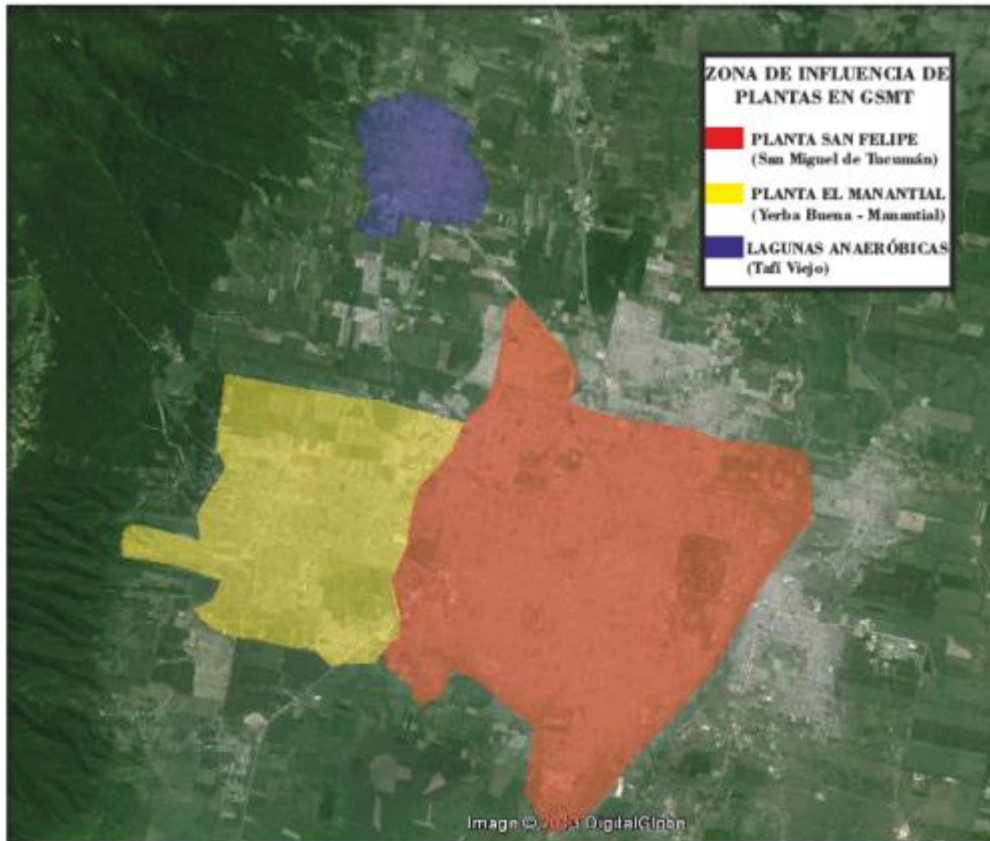 ZONA DE INFLUENCIA DE
PLANTAS EN GSMT
PLANTA SAN FELIPE
(San Miguel de Tucumán)
PLANTA EL MANANTIAL
(Yerba Buena - Manantial)
LAGUNAS ANAERÓBICAS
(Tafí Viejo)
Image © DigitalGlobe